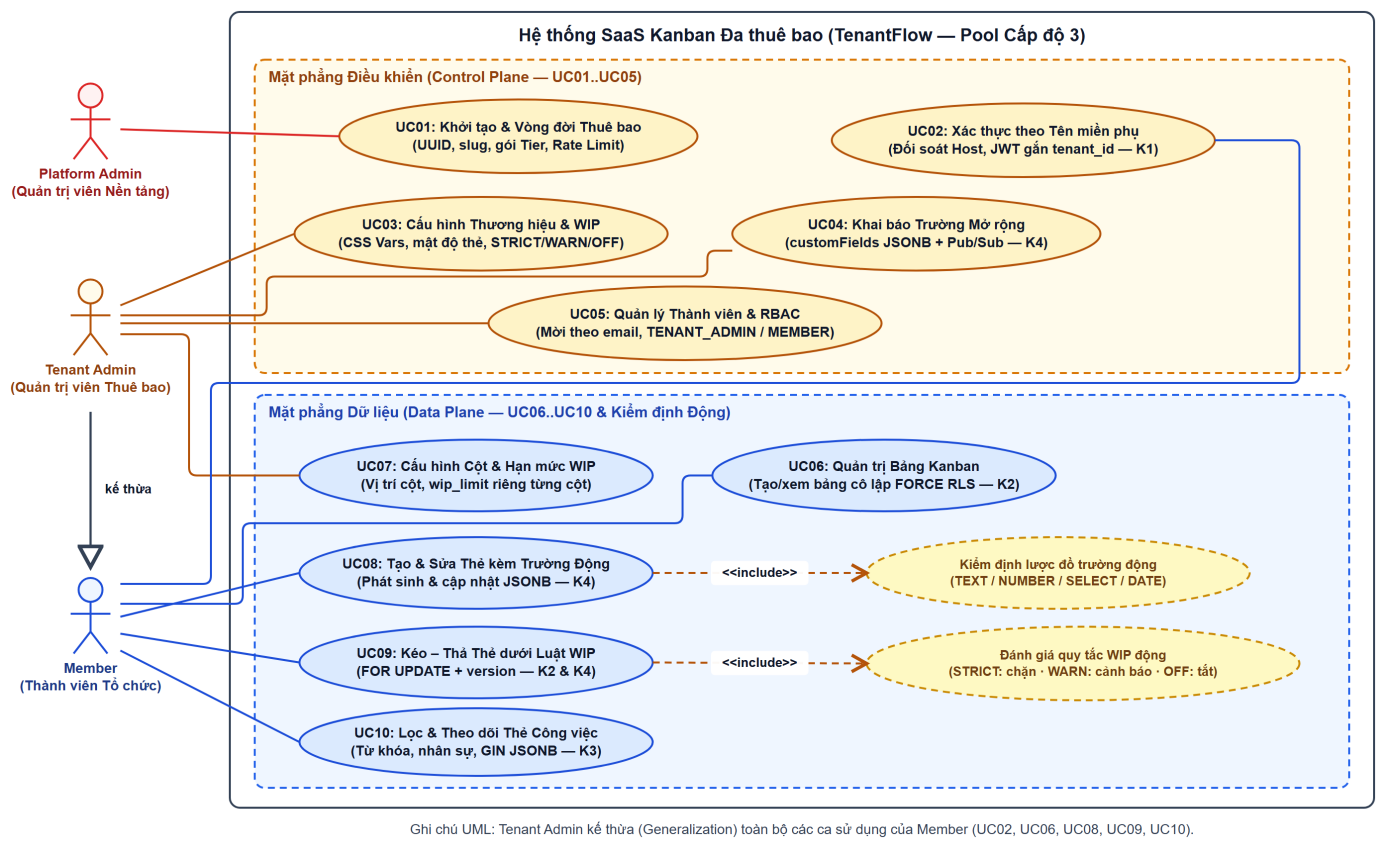 Hệ thống SaaS Kanban Đa thuê bao (TenantFlow — Pool Cấp độ 3)
Mặt phẳng Điều khiển (Control Plane — UC01..UC05)
UC01: Khởi tạo & Vòng đời Thuê bao
(UUID, slug, gói Tier, Rate Limit)
UC02: Xác thực theo Tên miền phụ
(Đối soát Host, JWT gắn tenant_id — K1)
Platform Admin
(Quản trị viên Nền tảng)
UC03: Cấu hình Thương hiệu & WIP
(CSS Vars, mật độ thẻ, STRICT/WARN/OFF)
UC04: Khai báo Trường Mở rộng
(customFields JSONB + Pub/Sub — K4)
UC05: Quản lý Thành viên & RBAC
(Mời theo email, TENANT_ADMIN / MEMBER)
Tenant Admin
(Quản trị viên Thuê bao)
Mặt phẳng Dữ liệu (Data Plane — UC06..UC10 & Kiểm định Động)
UC07: Cấu hình Cột & Hạn mức WIP
(Vị trí cột, wip_limit riêng từng cột)
UC06: Quản trị Bảng Kanban
(Tạo/xem bảng cô lập FORCE RLS — K2)
kế thừa
UC08: Tạo & Sửa Thẻ kèm Trường Động
(Phát sinh & cập nhật JSONB — K4)
<<include>>
Kiểm định lược đồ trường động
(TEXT / NUMBER / SELECT / DATE)
UC09: Kéo – Thả Thẻ dưới Luật WIP
(FOR UPDATE + version — K2 & K4)
<<include>>
Đánh giá quy tắc WIP động
(STRICT: chặn · WARN: cảnh báo · OFF: tắt)
Member
(Thành viên Tổ chức)
UC10: Lọc & Theo dõi Thẻ Công việc
(Từ khóa, nhân sự, GIN JSONB — K3)
Ghi chú UML: Tenant Admin kế thừa (Generalization) toàn bộ các ca sử dụng của Member (UC02, UC06, UC08, UC09, UC10).